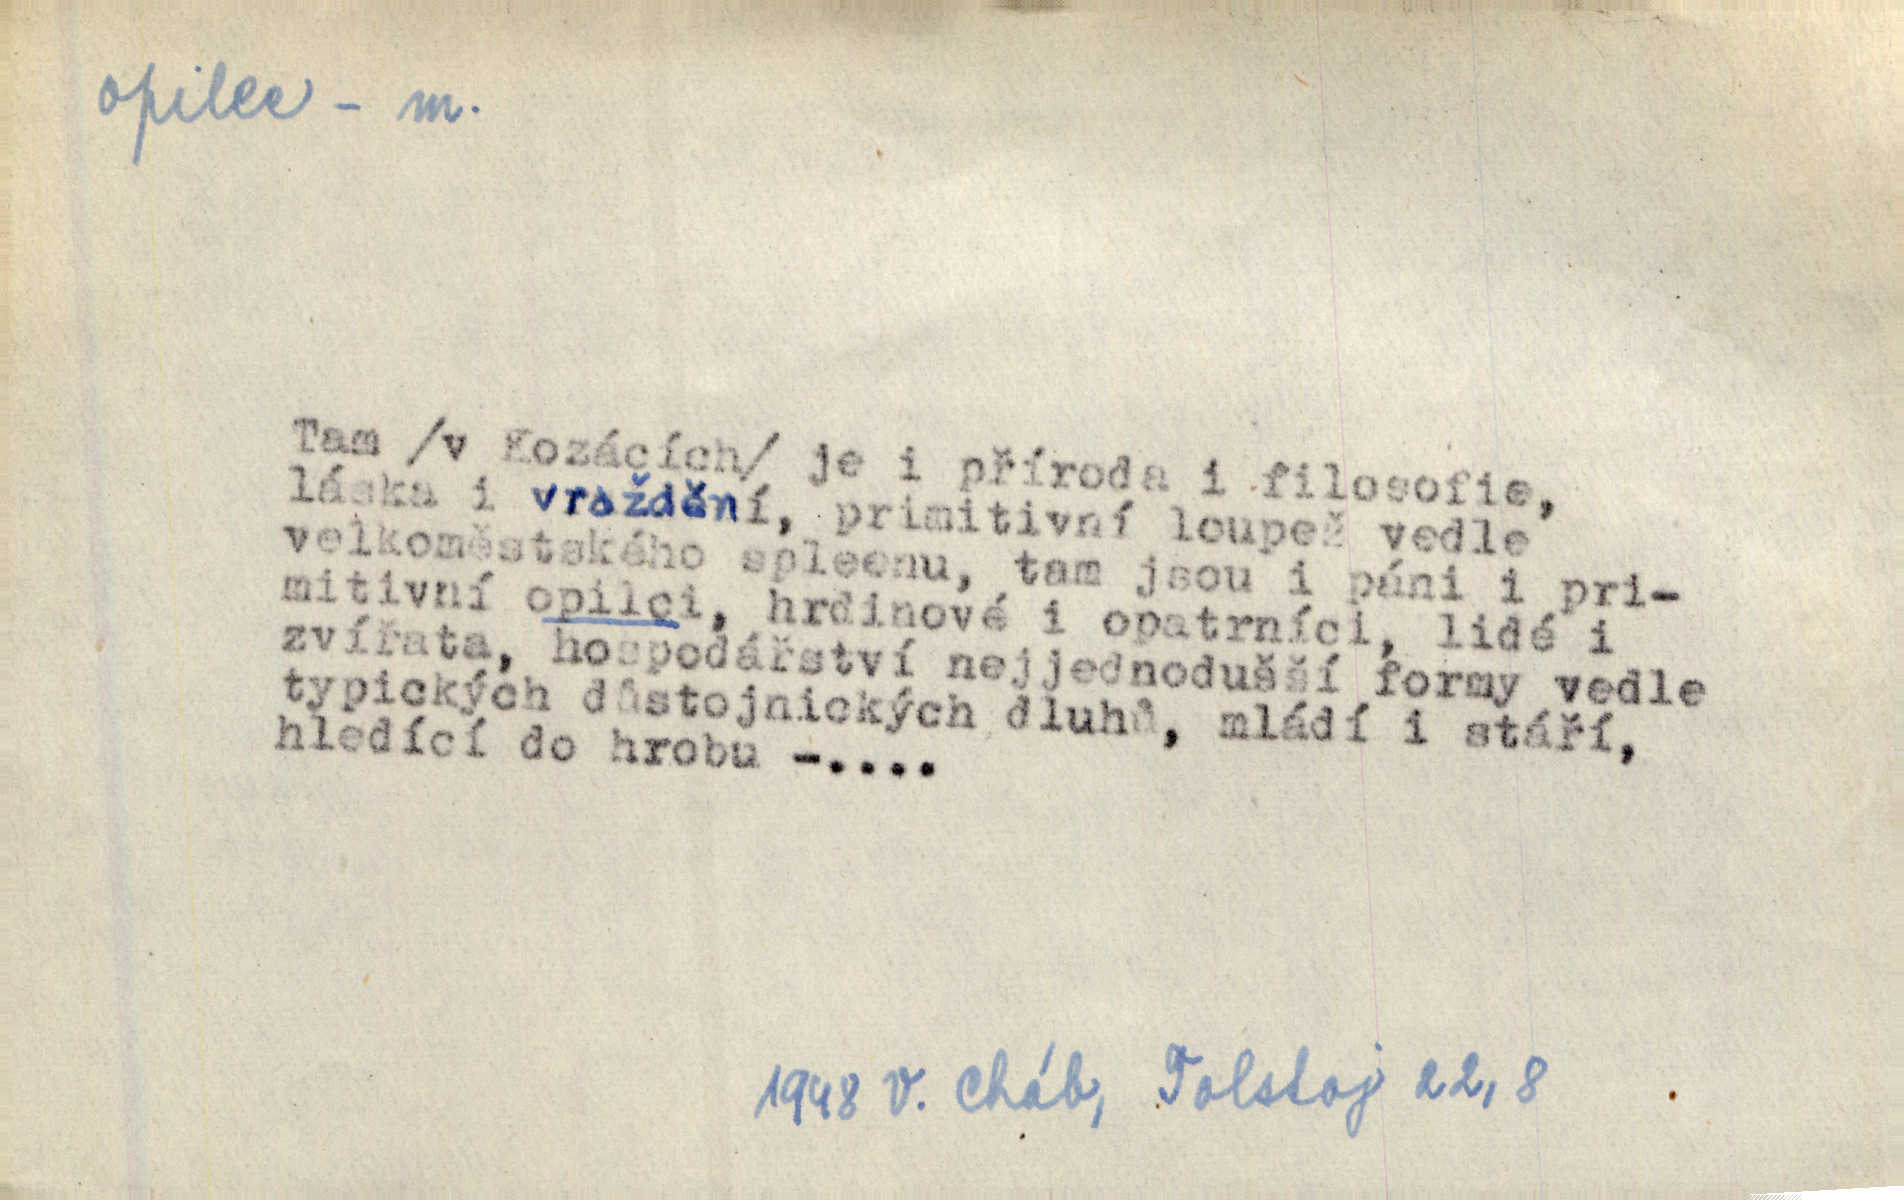 opilec - m.
Tam /v Kozácích/ je i příroda i filosofie,
láska i vraždění, primitivní loupež vedle
velkoměstského spleenu, tam jsou i páni i pri-
mitivní opilci, hrdinové i opatrníci, lidé i
zvířata, hospodářství nejjednodušší formy vedle
typických důstojnických dluhů, mládí i stáří,
hledící do hrobu -....
1948 V. Cháb, Tolstoj 22, 8